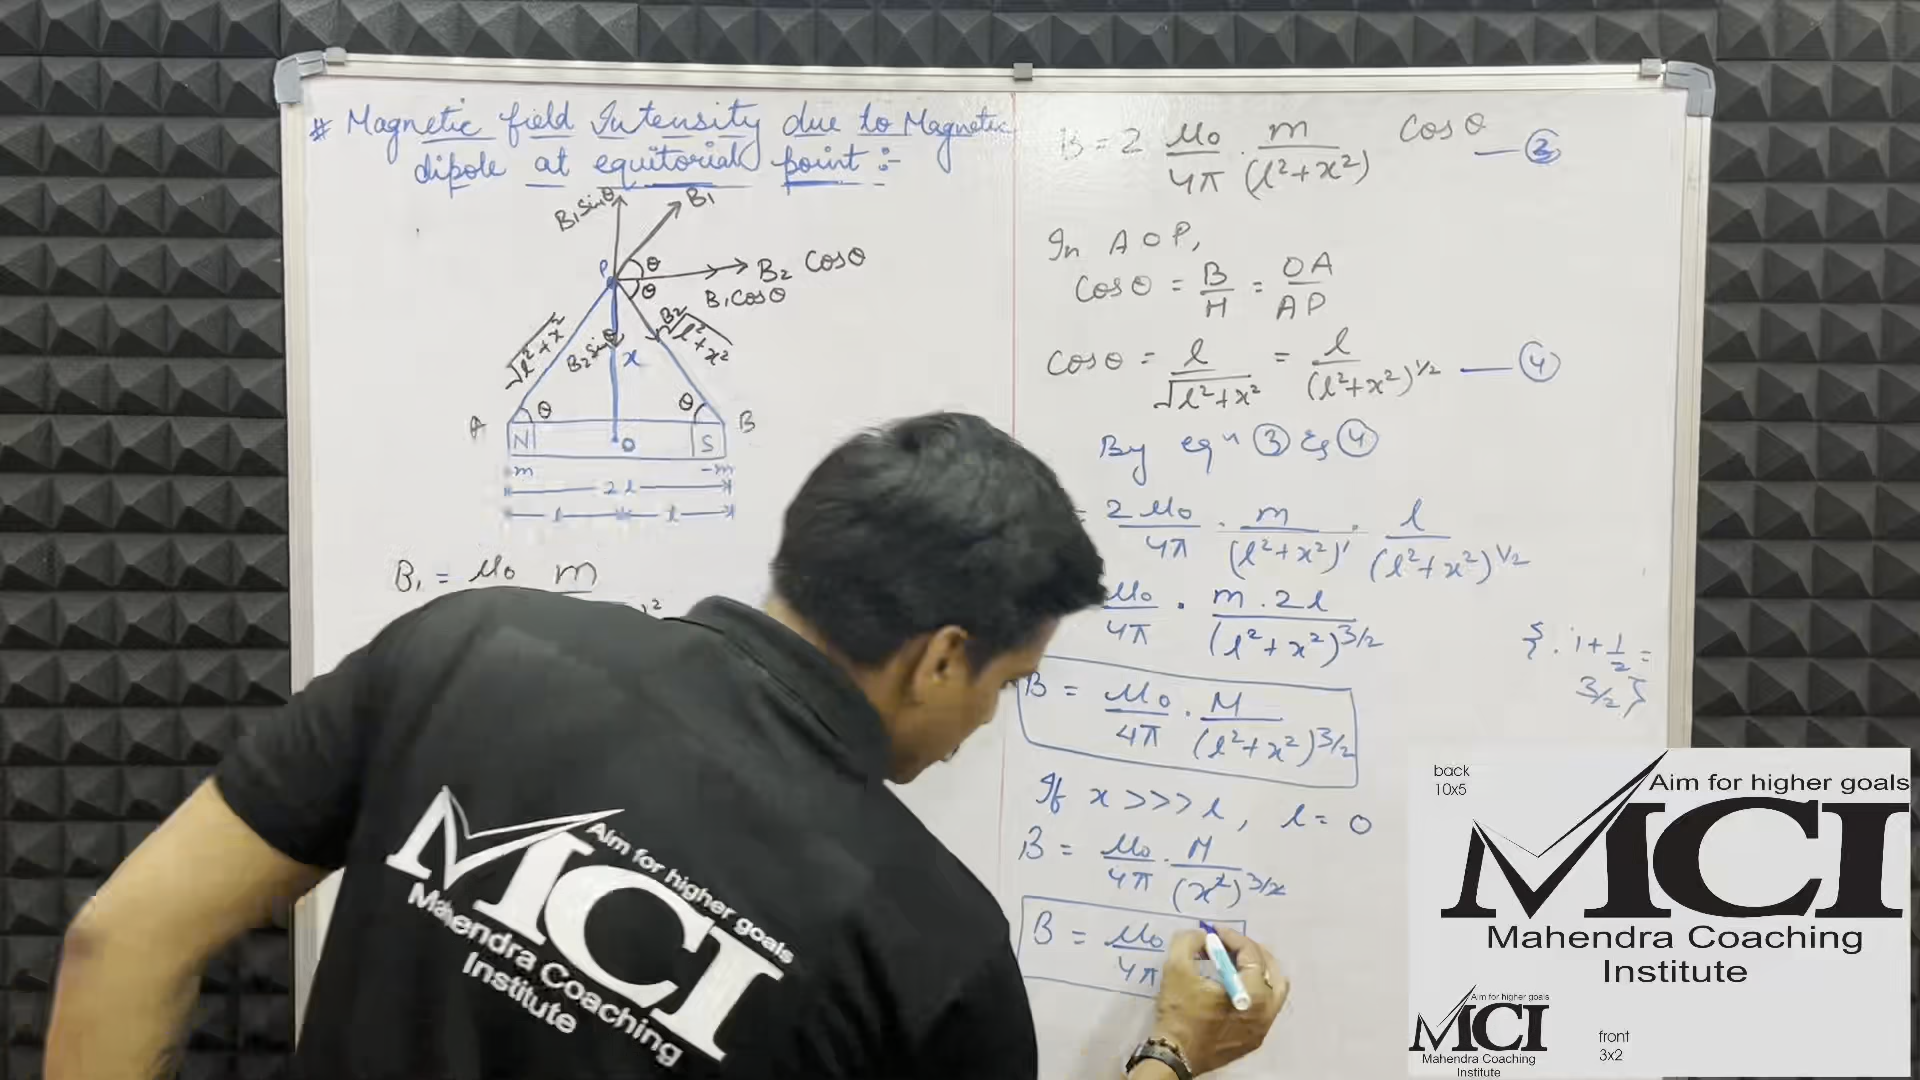 # Magnetic field Intensity due to Magnetic
dipole at equitorial point :-
B₁ sinθ
B₁
P
θ
θ
B₂ Cosθ
B₁ Cosθ
√l²+x²
B₂ sinθ
x
B₂
√l²+x²
A
θ
θ
B
N
O
S
m
-m
2l
l
l
B₁ = μ₀ m
B = 2 μ₀/4π . m/(l²+x²) Cosθ — ③
In AOP,
Cosθ = B/H = OA/AP
Cosθ = l/√l²+x² = l/(l²+x²)^1/2 — ④
By eqⁿ ③ & ④
= 2μ₀/4π . m/(l²+x²)' . l/(l²+x²)^1/2
μ₀/4π . m.2l/(l²+x²)^3/2
{∵ 1+1/2 =
3/2}
B = μ₀/4π . M/(l²+x²)^3/2
If x >>> l, l = 0
B = μ₀/4π . M/(x²)^3/2
B = μ₀/4π
Aim for higher goals
MCI
Mahendra Coaching
Institute
back
10x5
Aim for higher goals
MCI
Mahendra Coaching
Institute
Aim for higher goals
MCI
Mahendra Coaching
Institute
front
3x2